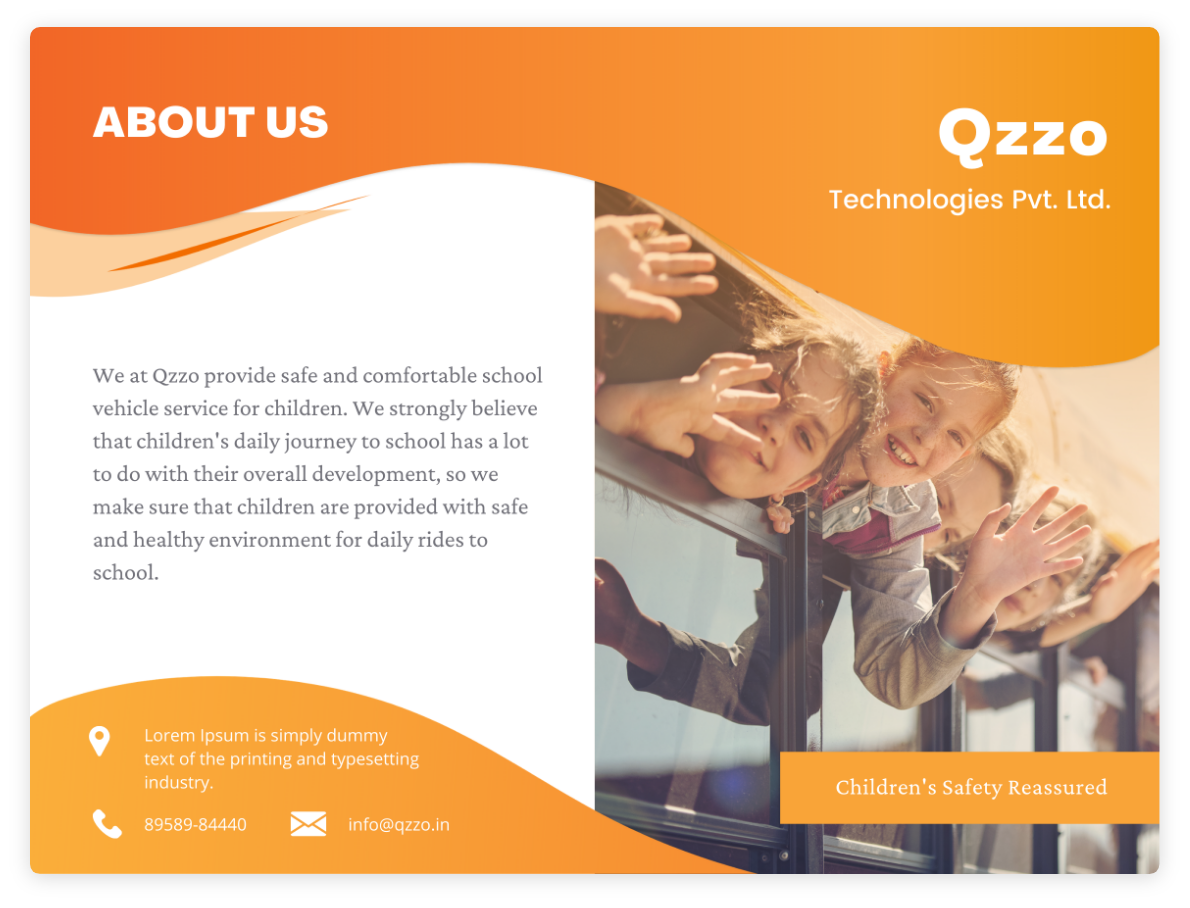 ABOUT US
Qzzo
Technologies Pvt. Ltd.
We at Qzzo provide safe and comfortable school
vehicle service for children. We strongly believe
that children's daily journey to school has a lot
to do with their overall development, so we
make sure that children are provided with safe
and healthy environment for daily rides to
school.
Lorem Ipsum is simply dummy
text of the printing and typesetting
industry.
89589-84440
info@qzzo.in
Children's Safety Reassured